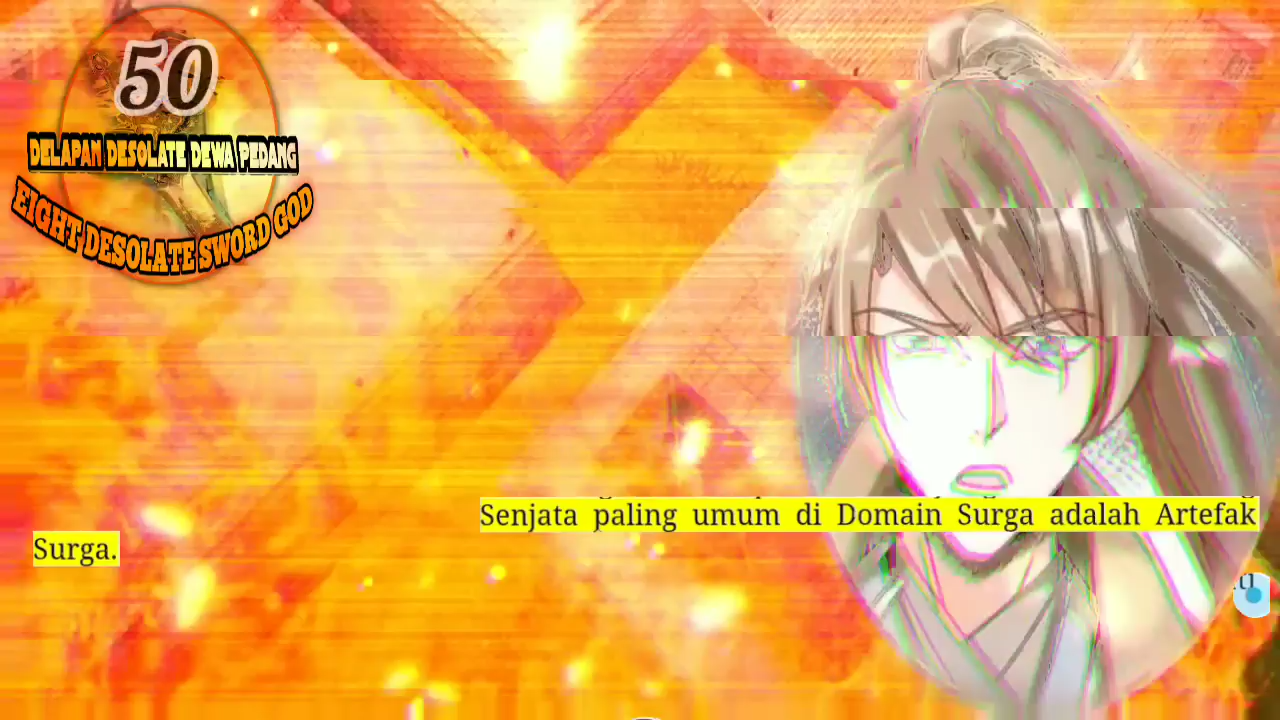 50
DELAPAN DESOLATE DEWA PEDANG
EIGHT DESOLATE SWORD GOD
Senjata paling umum di Domain Surga adalah Artefak
Surga.